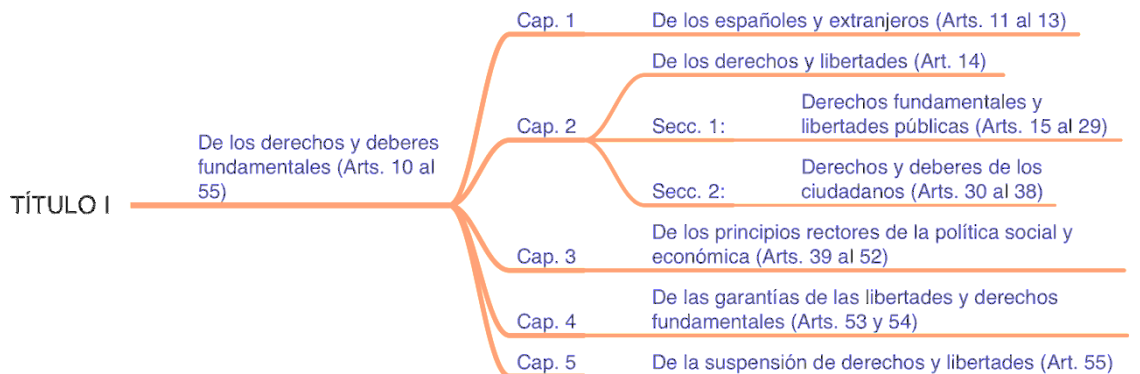 Cap. 1
De los españoles y extranjeros (Arts. 11 al 13)
De los derechos y libertades (Art. 14)
Cap. 2
Secc. 1:
Derechos fundamentales y
libertades públicas (Arts. 15 al 29)
Secc. 2:
Derechos y deberes de los
ciudadanos (Arts. 30 al 38)
TÍTULO I
De los derechos y deberes
fundamentales (Arts. 10 al
55)
Cap. 3
De los principios rectores de la política social y
económica (Arts. 39 al 52)
Cap. 4
De las garantías de las libertades y derechos
fundamentales (Arts. 53 y 54)
Cap. 5
De la suspensión de derechos y libertades (Art. 55)